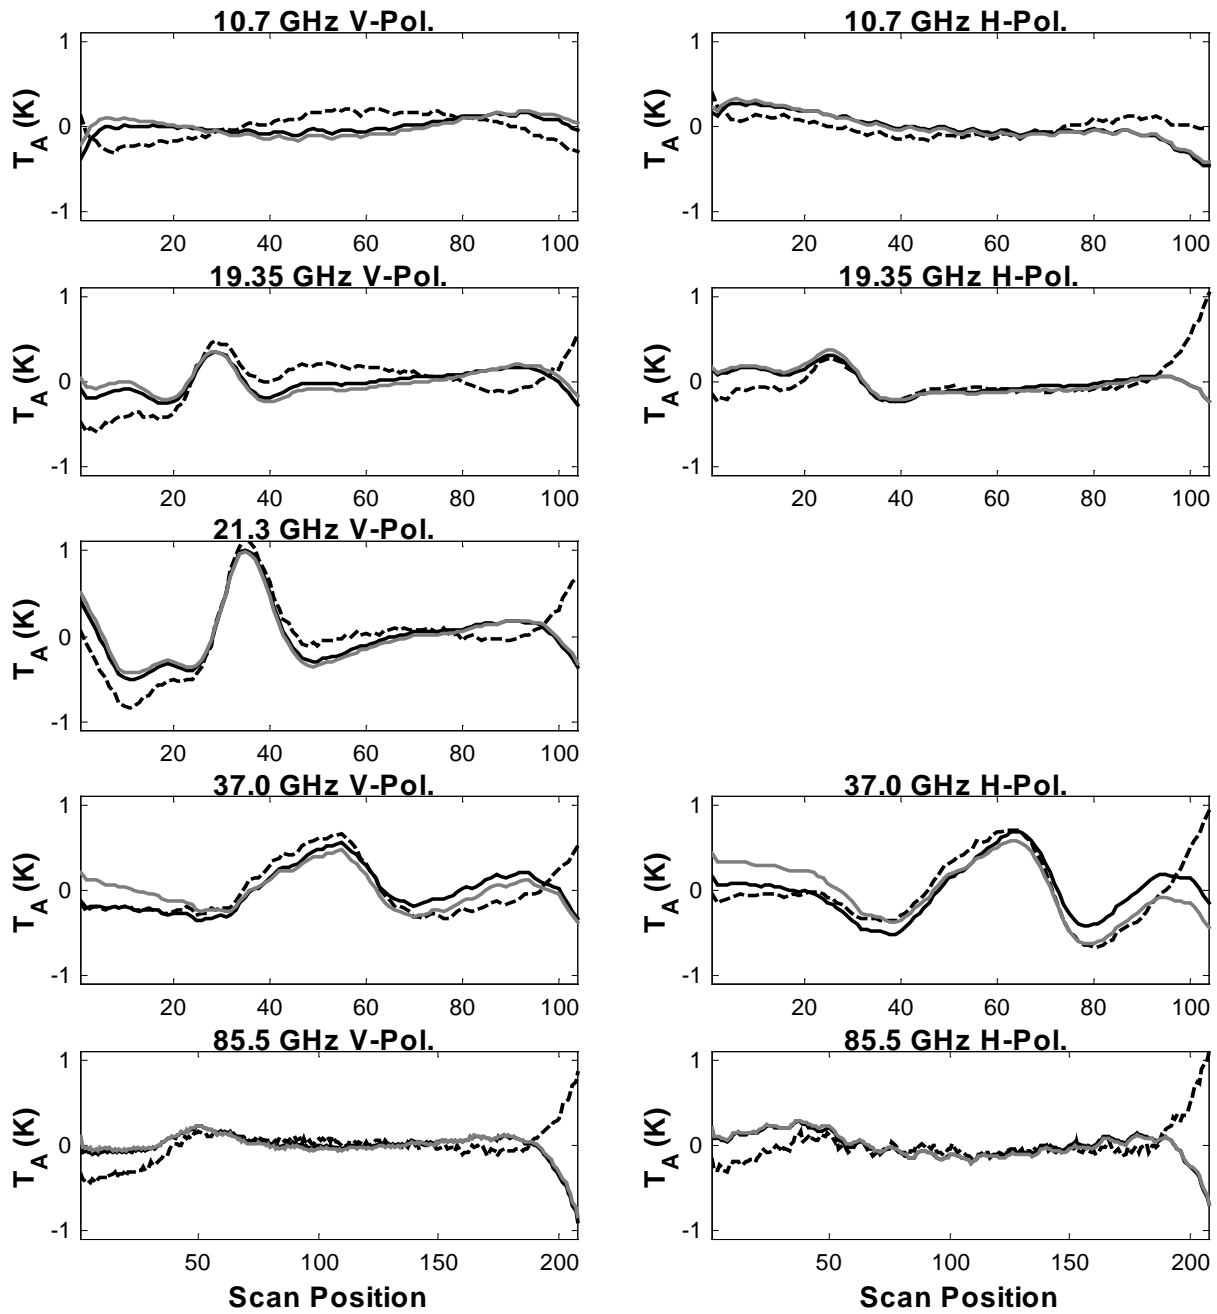 10.7 GHz V-Pol.
T_A (K)
1
0
-1
20 40 60 80 100
10.7 GHz H-Pol.
T_A (K)
1
0
-1
20 40 60 80 100
19.35 GHz V-Pol.
T_A (K)
1
0
-1
20 40 60 80 100
19.35 GHz H-Pol.
T_A (K)
1
0
-1
20 40 60 80 100
21.3 GHz V-Pol.
T_A (K)
1
0
-1
20 40 60 80 100
37.0 GHz V-Pol.
T_A (K)
1
0
-1
20 40 60 80 100
37.0 GHz H-Pol.
T_A (K)
1
0
-1
20 40 60 80 100
85.5 GHz V-Pol.
T_A (K)
1
0
-1
50 100 150 200
Scan Position
85.5 GHz H-Pol.
T_A (K)
1
0
-1
50 100 150 200
Scan Position